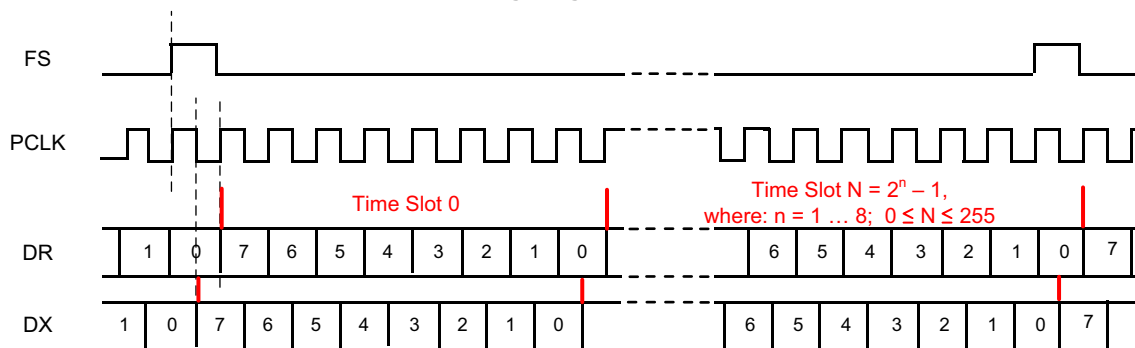 FS
PCLK
Time Slot 0
Time Slot N = 2ⁿ – 1,
where: n = 1 … 8; 0 ≤ N ≤ 255
DR 1 0 7 6 5 4 3 2 1 0 6 5 4 3 2 1 0 7
DX 1 0 7 6 5 4 3 2 1 0 6 5 4 3 2 1 0 7